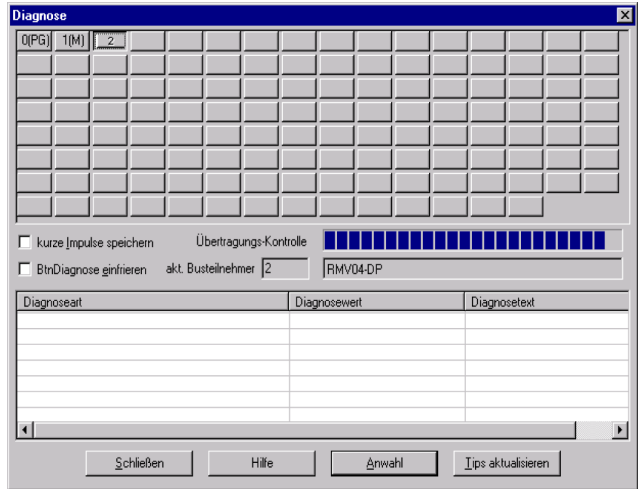 Diagnose
0(PG) 1(M) 2
kurze Impulse speichern Übertragungs-Kontrolle
BtnDiagnose einfrieren akt. Busteilnehmer 2 RMV04-DP
Diagnoseart Diagnosewert Diagnosetext
Schließen Hilfe Anwahl Tips aktualisieren